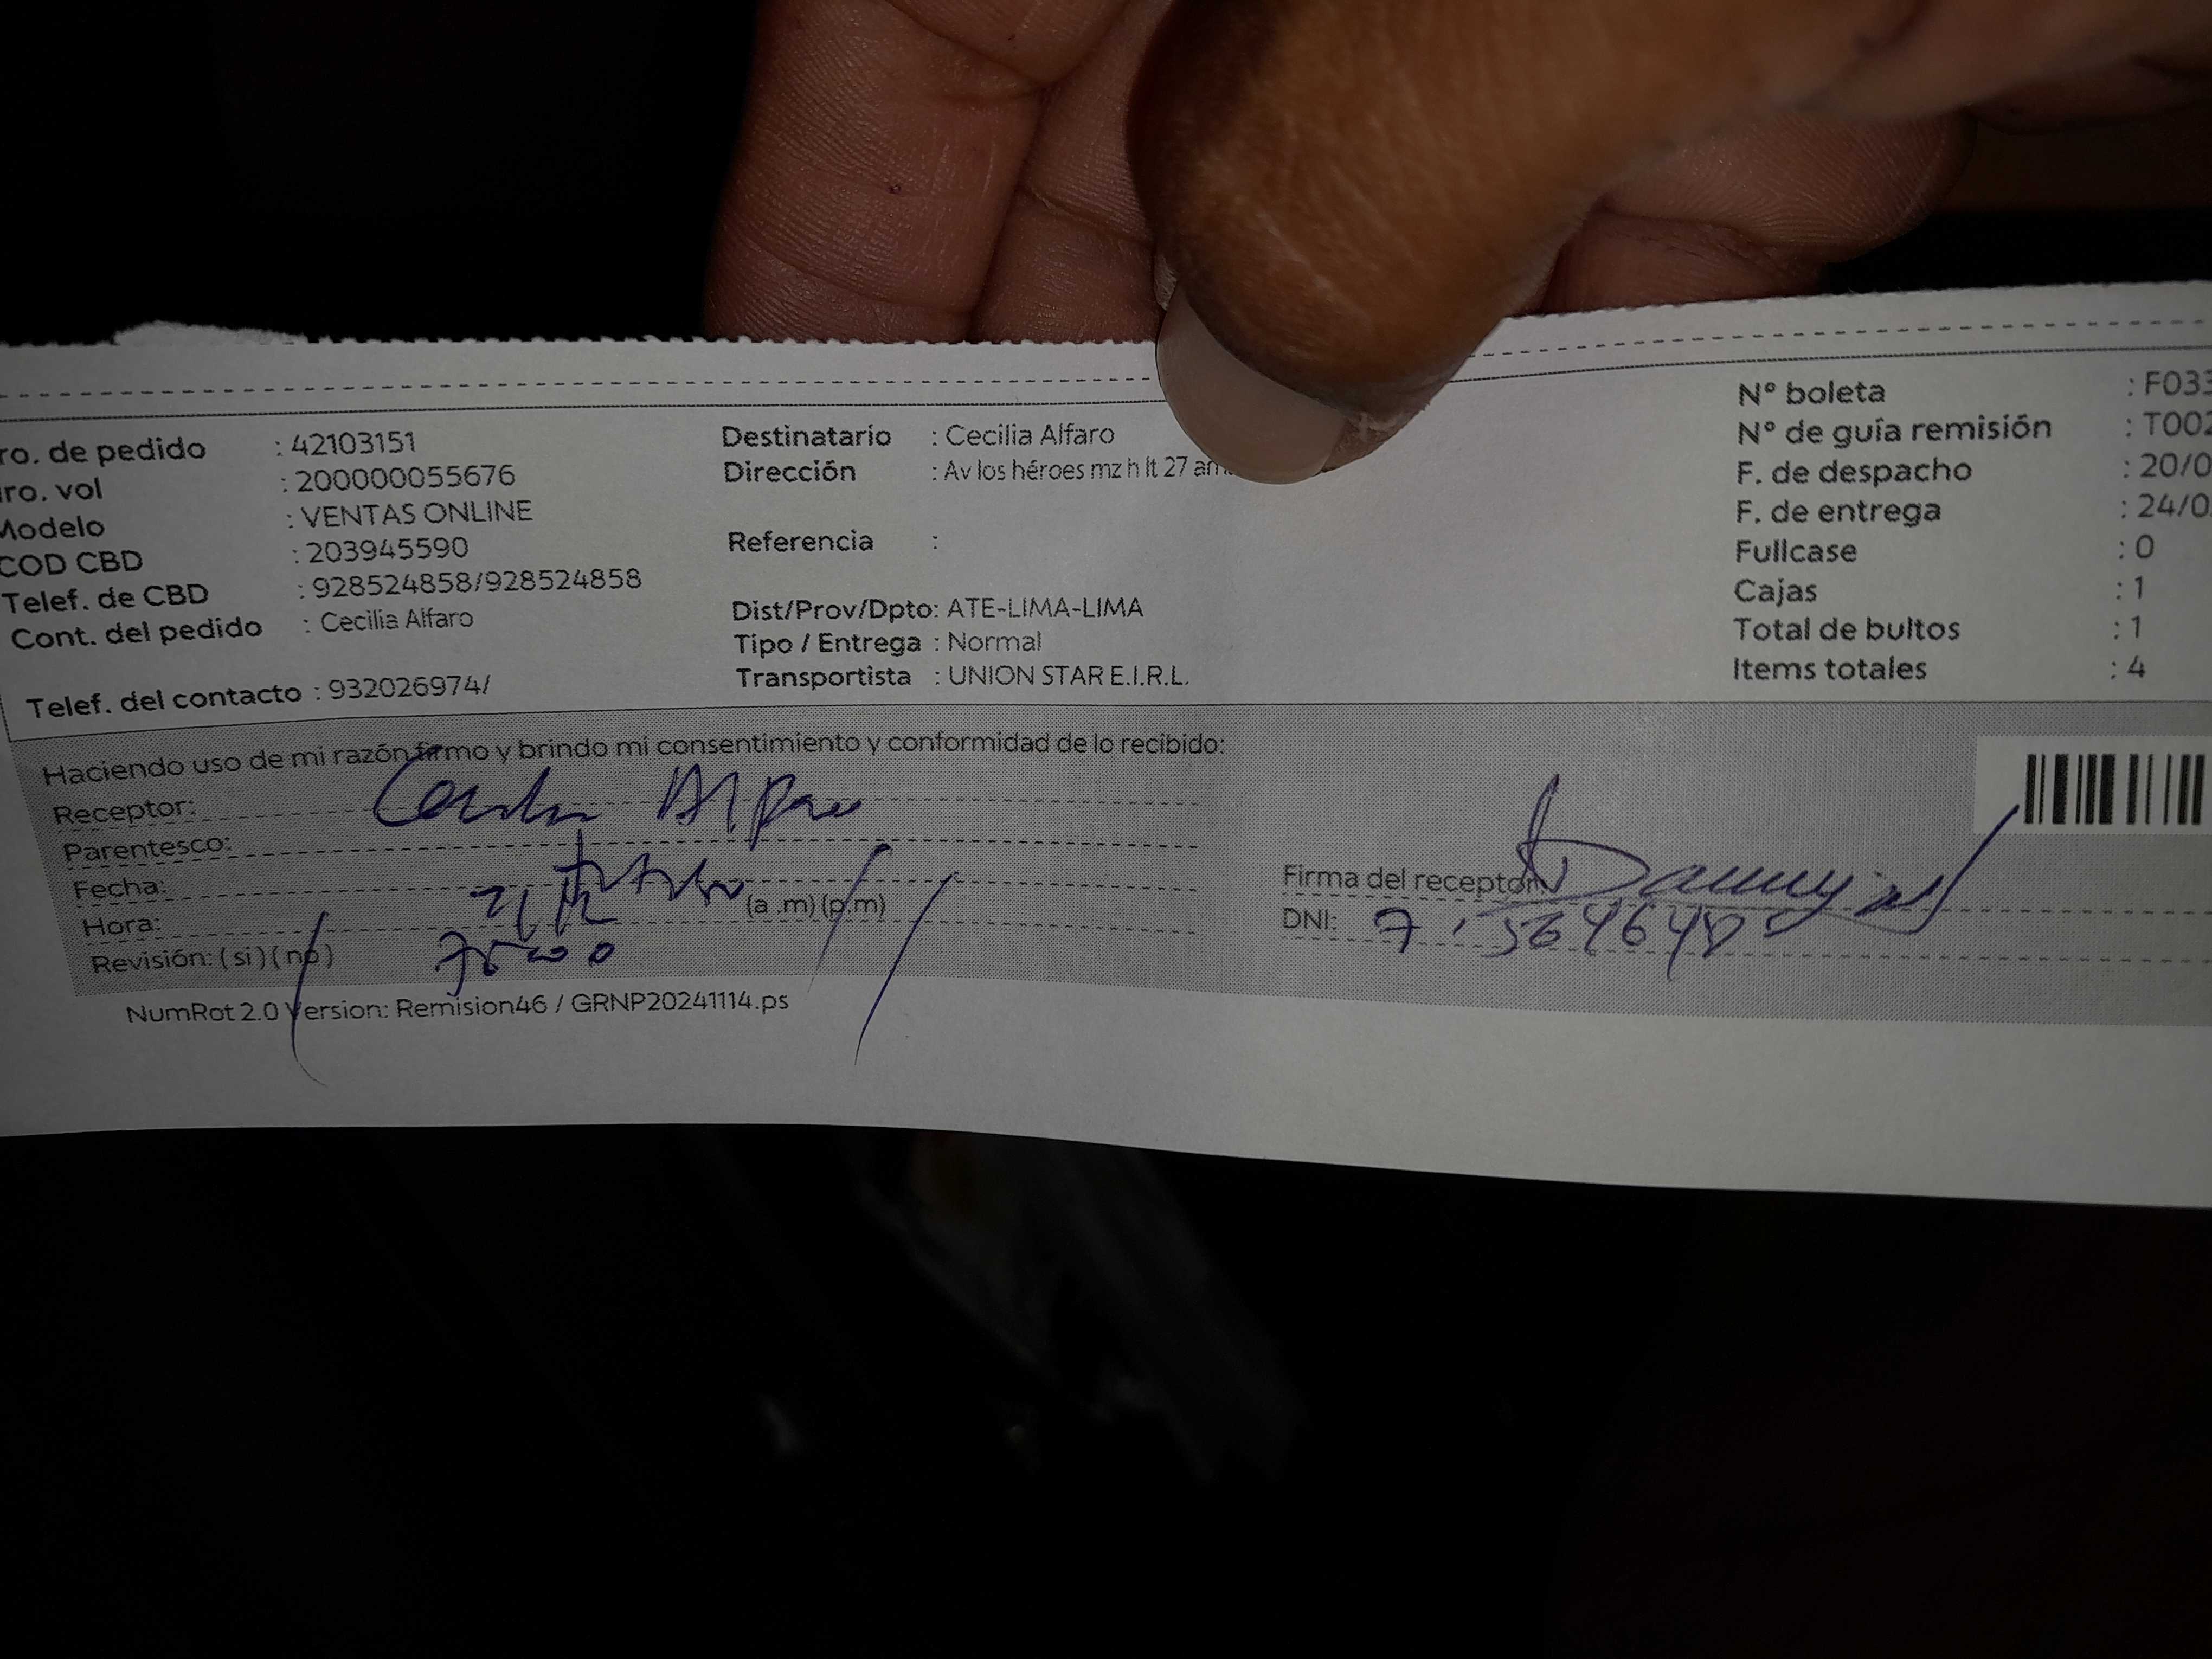 ro. de pedido : 42103151
ro. vol : 200000055676
Modelo : VENTAS ONLINE
COD CBD : 203945590
Telef. de CBD : 928524858/928524858
Cont. del pedido : Cecilia Alfaro
Telef. del contacto : 932026974/
Destinatario : Cecilia Alfaro
Dirección : Av los héroes mz h lt 27
Referencia :
Dist/Prov/Dpto: ATE-LIMA-LIMA
Tipo / Entrega : Normal
Transportista : UNION STAR E.I.R.L.
Nº boleta : F033
Nº de guía remisión : T002
F. de despacho : 20/0
F. de entrega : 24/0
Fullcase : 0
Cajas : 1
Total de bultos : 1
Items totales : 4
Haciendo uso de mi razón firmo y brindo mi consentimiento y conformidad de lo recibido:
Receptor:
Parentesco:
Fecha:
Hora: (a .m) (p.m)
Revisión: ( si ) ( no )
Firma del receptor:
DNI:
NumRot 2.0 Version: Remision46 / GRNP20241114.ps